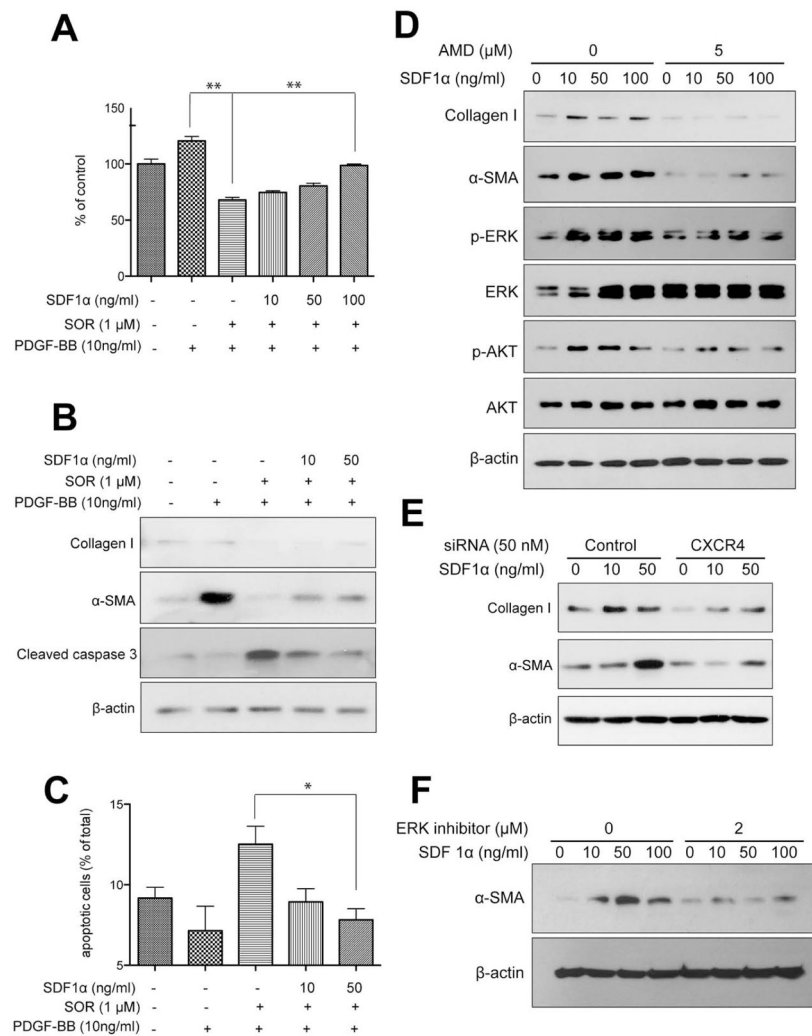 A
** **
150
100
50
0
% of control
SDF1α (ng/ml) - - - 10 50 100
SOR (1 µM) - - + + + +
PDGF-BB (10ng/ml) - + + + + +
B
SDF1α (ng/ml) - - - 10 50
SOR (1 µM) - - + + +
PDGF-BB (10ng/ml) - + + + +
Collagen I
α-SMA
Cleaved caspase 3
β-actin
C
*
15
10
5
apoptotic cells (% of total)
SDF1α (ng/ml) - - - 10 50
SOR (1 µM) - - + + +
PDGF-BB (10ng/ml) - + + + +
D
AMD (µM) 0 5
SDF1α (ng/ml) 0 10 50 100 0 10 50 100
Collagen I
α-SMA
p-ERK
ERK
p-AKT
AKT
β-actin
E
siRNA (50 nM) Control CXCR4
SDF1α (ng/ml) 0 10 50 0 10 50
Collagen I
α-SMA
β-actin
F
ERK inhibitor (µM) 0 2
SDF 1α (ng/ml) 0 10 50 100 0 10 50 100
α-SMA
β-actin